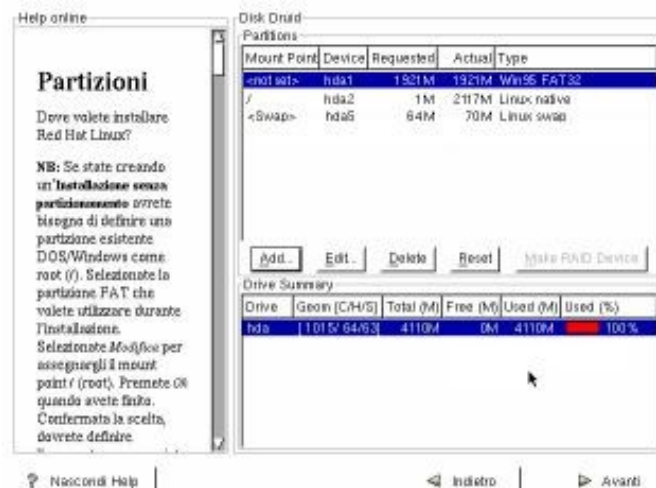 Help online
Partizioni
Dove volete installare
Red Hat Linux?
NB: Se state creando
un'Installazione senza
partizionamento avrete
bisogno di definire una
partizione esistente
DOS/Windows come
root (/). Selezionate la
partizione FAT che
volete utilizzare durante
l'installazione.
Selezionate Modifica per
assegnargli il mount
point / (root). Premete OK
quando avete finito.
Confermata la scelta,
dovrete definire
Disk Druid
Partitions
Mount Point Device Requested Actual Type
<not set> hda1 1921M 1921M Win95 FAT32
/ hda2 1M 2117M Linux native
<Swap> hda5 64M 70M Linux swap
Add.. Edit.. Delete Reset Make RAID Device
Drive Summary
Drive Geom [C/H/S] Total (M) Free (M) Used (M) Used (%)
hda [1015/ 64/63] 4110M 0M 4110M 100%
Nascondi Help Indietro Avanti